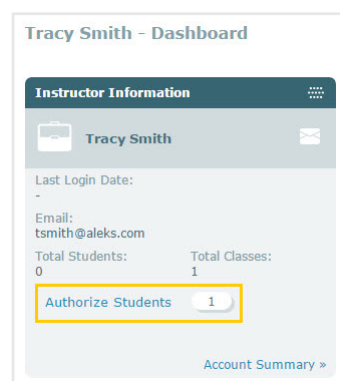 Tracy Smith - Dashboard
Instructor Information
Tracy Smith
Last Login Date:
-
Email:
tsmith@aleks.com
Total Students: Total Classes:
0 1
Authorize Students 1
Account Summary »